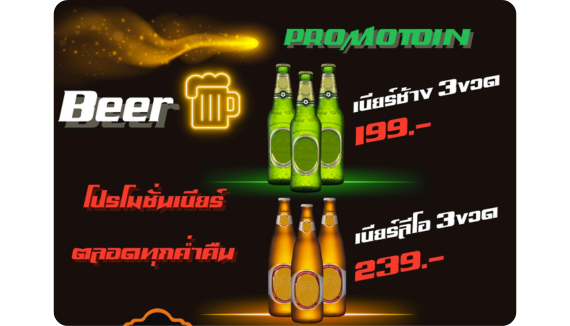 PROMOTOIN
Beer
เบียร์ช้าง 3ขวด
199.-
โปรโมชั่นเบียร์
ตลอดทุกค่ำคืน
เบียร์ลีโอ 3ขวด
239.-